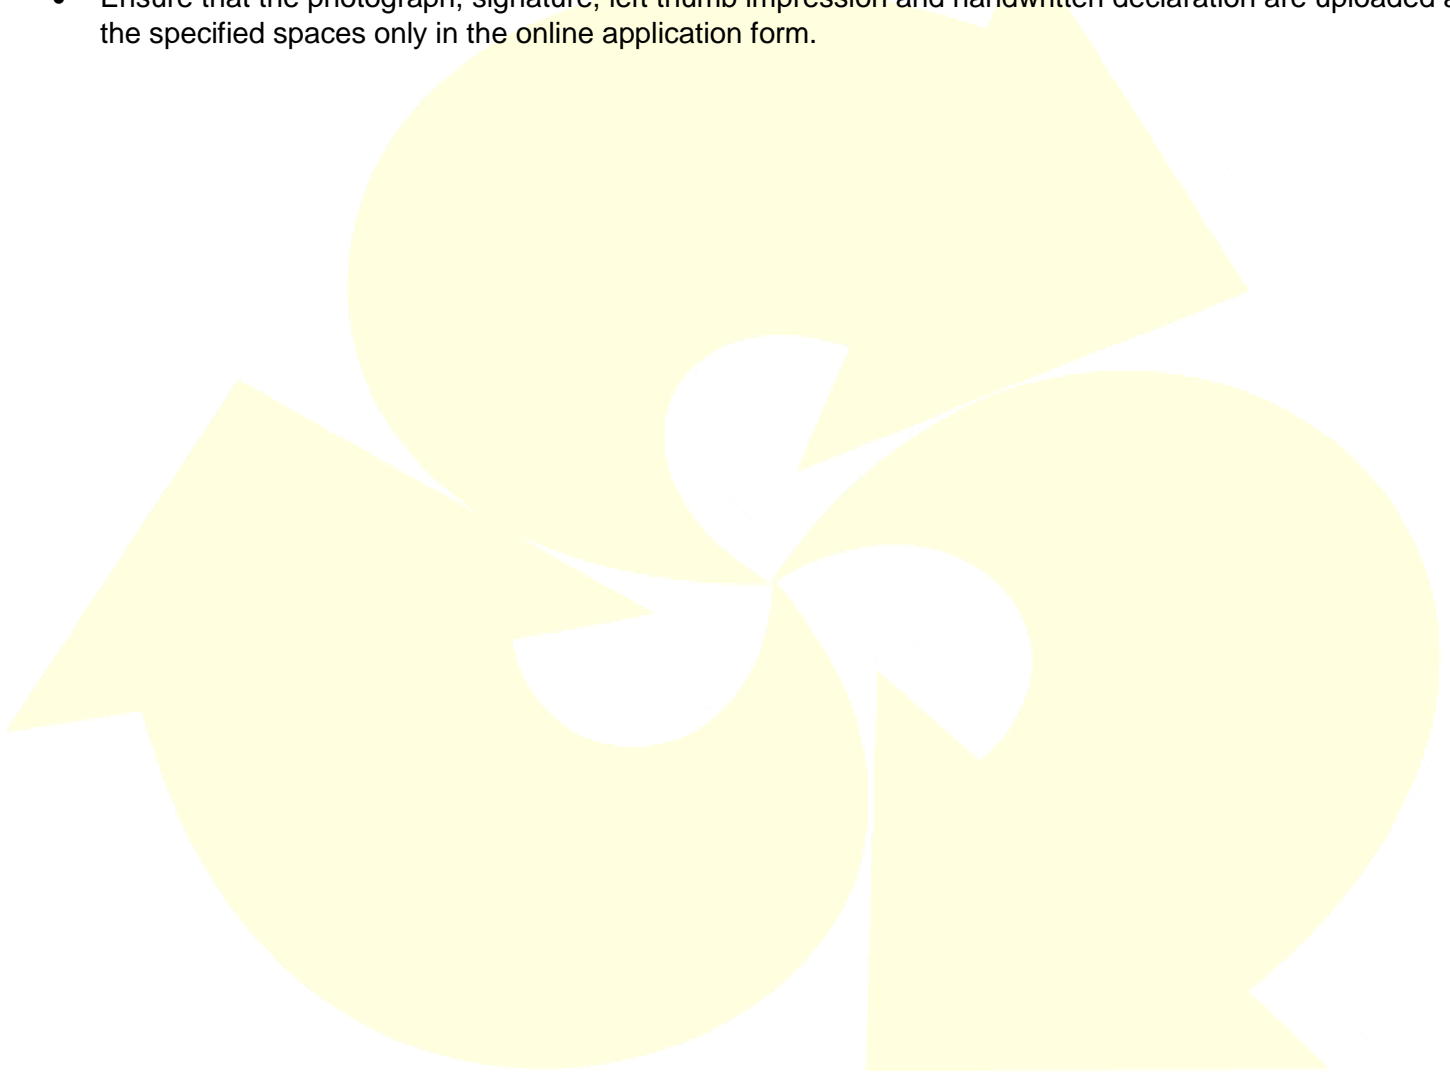 • Ensure that the photograph, signature, left thumb impression and handwritten declaration are uploaded
the specified spaces only in the online application form.